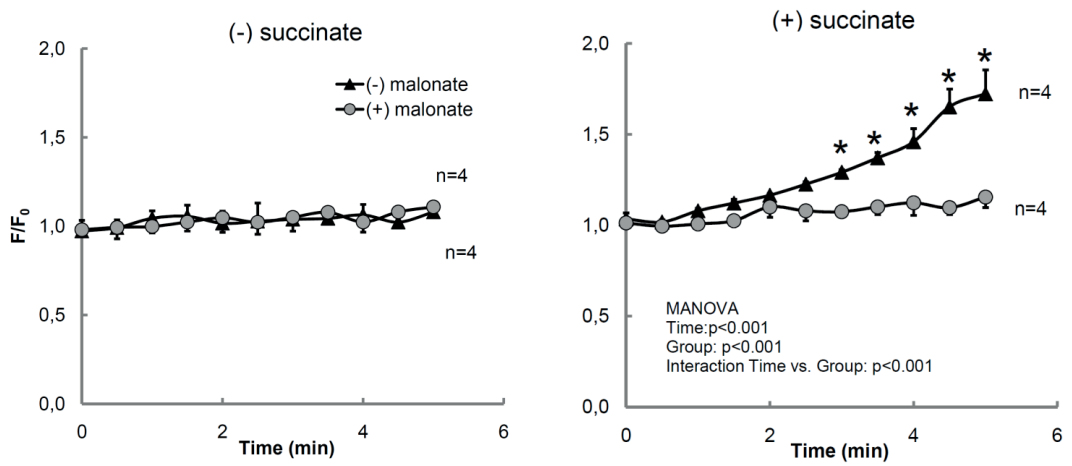 (-) succinate
2,0
1,5
1,0
0,5
0,0
F/F0
(-) malonate
(+) malonate
n=4
n=4
0
2
4
6
Time (min)
(+) succinate
2,0
1,5
1,0
0,5
0,0
* * * * *
n=4
n=4
MANOVA
Time:p<0.001
Group: p<0.001
Interaction Time vs. Group: p<0.001
0
2
4
6
Time (min)